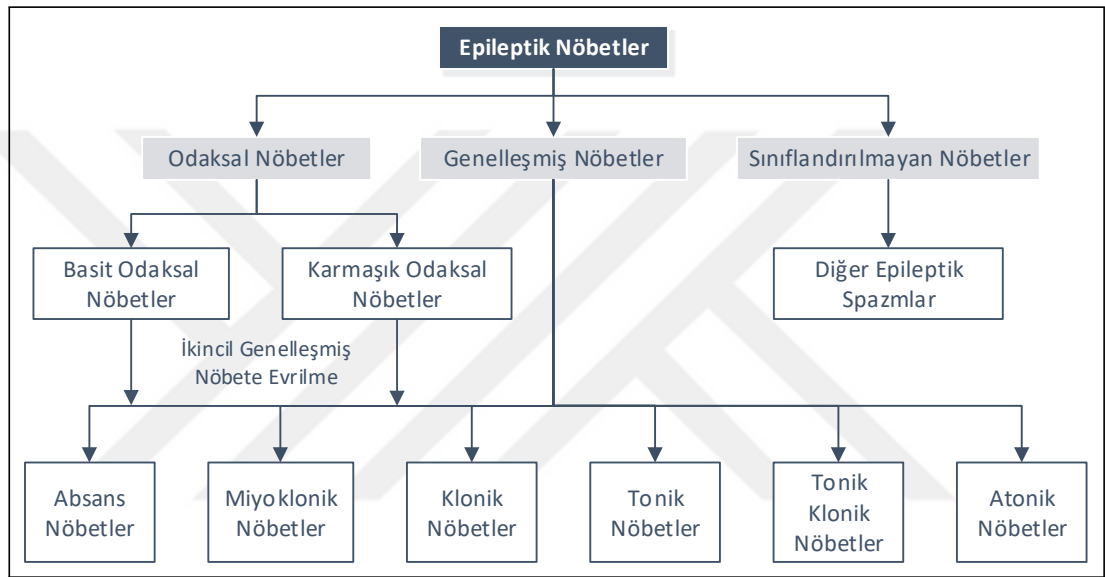 Epileptik Nöbetler
Odaksal Nöbetler
Genelleşmiş Nöbetler
Sınıflandırılmayan Nöbetler
Basit Odaksal
Nöbetler
Karmaşık Odaksal
Nöbetler
Diğer Epileptik
Spazmlar
İkincil Genelleşmiş
Nöbete Evrilme
Absans
Nöbetler
Miyoklonik
Nöbetler
Klonik
Nöbetler
Tonik
Nöbetler
Tonik
Klonik
Nöbetler
Atonik
Nöbetler